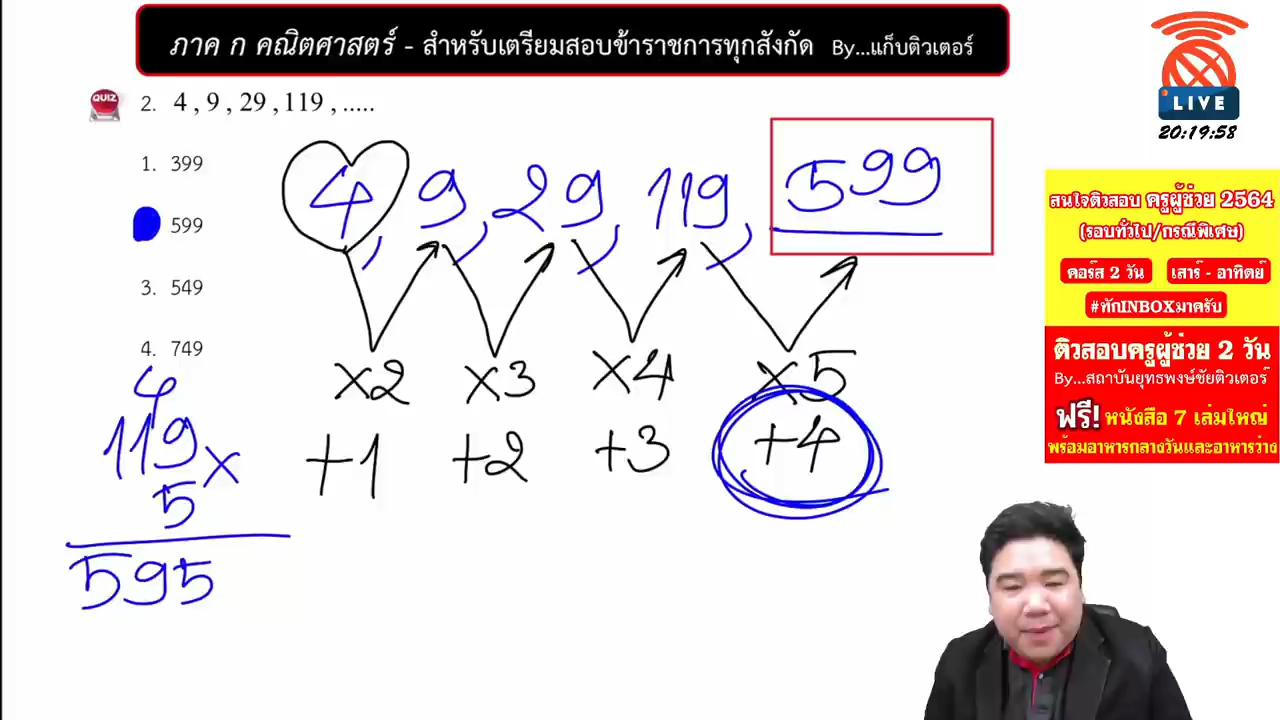 ภาค ก คณิตศาสตร์ - สำหรับเตรียมสอบข้าราชการทุกสังกัด By...แก็บติวเตอร์
LIVE
20:19:58
QUIZ
2. 4 , 9 , 29 , 119 , .....
1. 399
599
3. 549
4. 749
4, 9, 29, 119, 599
x2 x3 x4 x5
+1 +2 +3 +4
4
119 x
5
595
สนใจติวสอบ ครูผู้ช่วย 2564
(รอบทั่วไป/กรณีพิเศษ)
คอร์ส 2 วัน เสาร์ - อาทิตย์
#ทักINBOXมาครับ
ติวสอบครูผู้ช่วย 2 วัน
By...สถาบันยุทธพงษ์ชัยติวเตอร์
ฟรี! หนังสือ 7 เล่มใหญ่
พร้อมอาหารกลางวันและอาหารว่าง